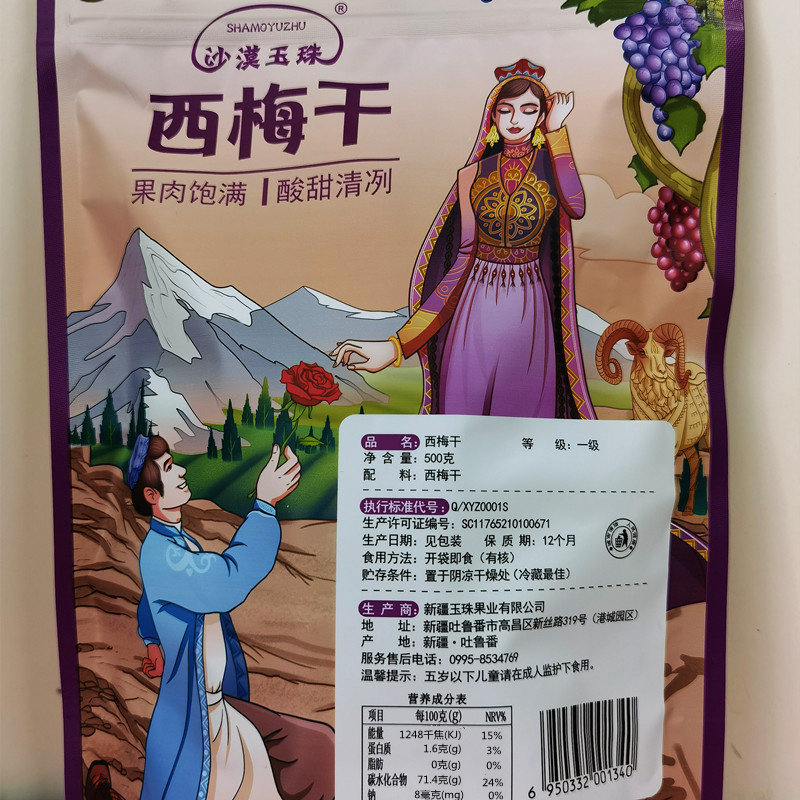 SHAMOYUZHU ®
沙漠玉珠
西梅干
果肉饱满 | 酸甜清冽
品 名: 西梅干 等 级: 一级
净 含 量: 500克
配 料: 西梅干
执行标准代号: Q/XYZ0001S
生产许可证编号: SC11765210100671
生产日期: 见包装 保 质 期: 12个月
食用方法: 开袋即食 (有核)
贮存条件: 置于阴凉干燥处 (冷藏最佳)
生 产 商: 新疆玉珠果业有限公司
地 址: 新疆吐鲁番市高昌区新丝路319号 (港城园区)
产 地: 新疆·吐鲁番
服务售后电话: 0995-8534769
温馨提示: 五岁以下儿童请在成人监护下食用。
营养成分表
项目 每100克(g) NRV%
能量 1248千焦(KJ) 15%
蛋白质 1.6克(g) 3%
脂肪 0克(g) 0%
碳水化合物 71.4克(g) 24%
钠 8毫克(mg) 0%
6 950332 001340